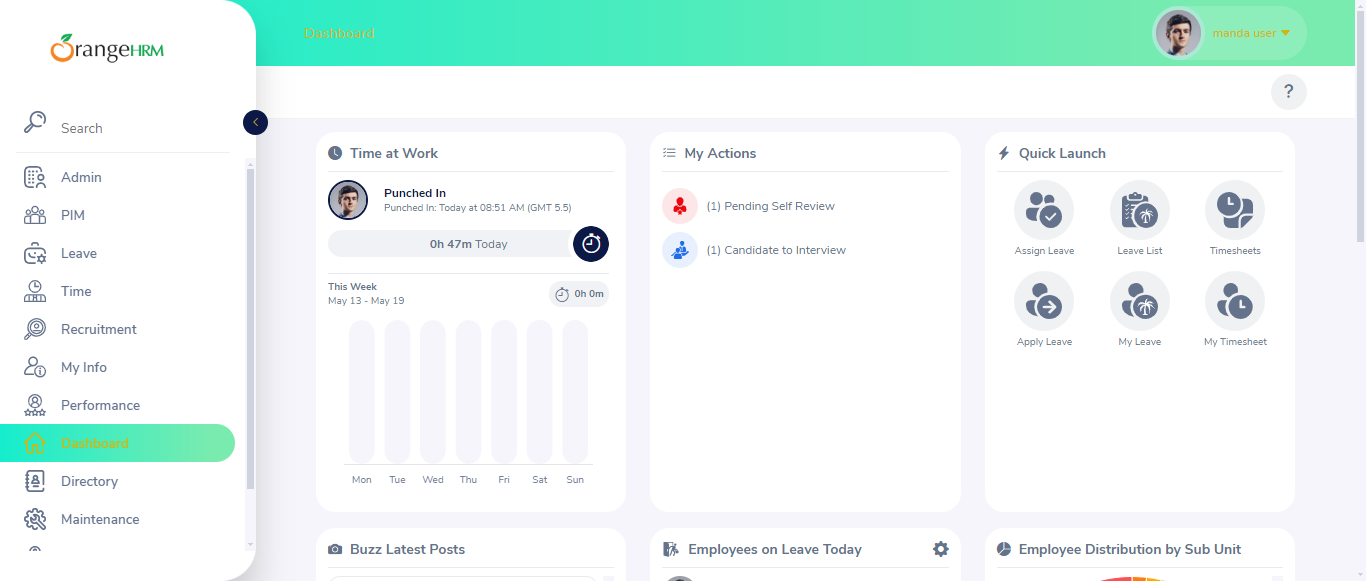 OrangeHRM
Search
Admin
PIM
Leave
Time
Recruitment
My Info
Performance
Dashboard
Directory
Maintenance
Dashboard
manda user
?
Time at Work
Punched In
Punched In: Today at 08:51 AM (GMT 5.5)
0h 47m Today
This Week
May 13 - May 19
0h 0m
Mon Tue Wed Thu Fri Sat Sun
My Actions
(1) Pending Self Review
(1) Candidate to Interview
Quick Launch
Assign Leave Leave List Timesheets
Apply Leave My Leave My Timesheet
Buzz Latest Posts
Employees on Leave Today
Employee Distribution by Sub Unit